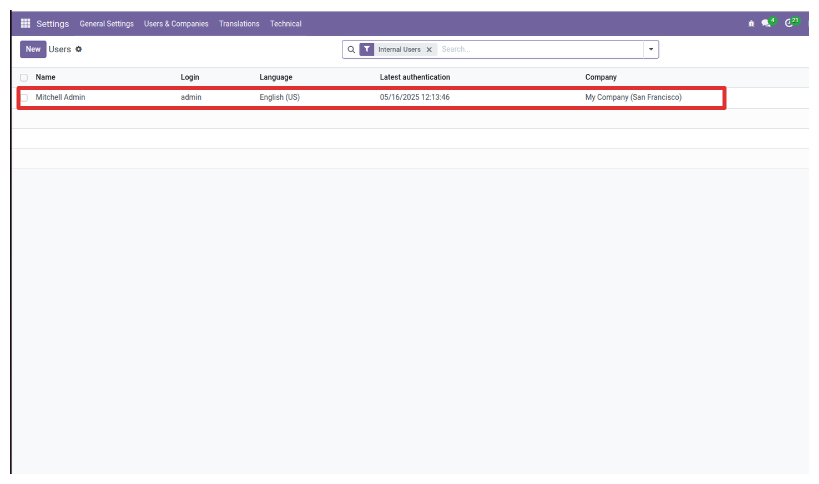 Settings General Settings Users & Companies Translations Technical 4 21
New Users Internal Users Search...
Name Login Language Latest authentication Company
Mitchell Admin admin English (US) 05/16/2025 12:13:46 My Company (San Francisco)